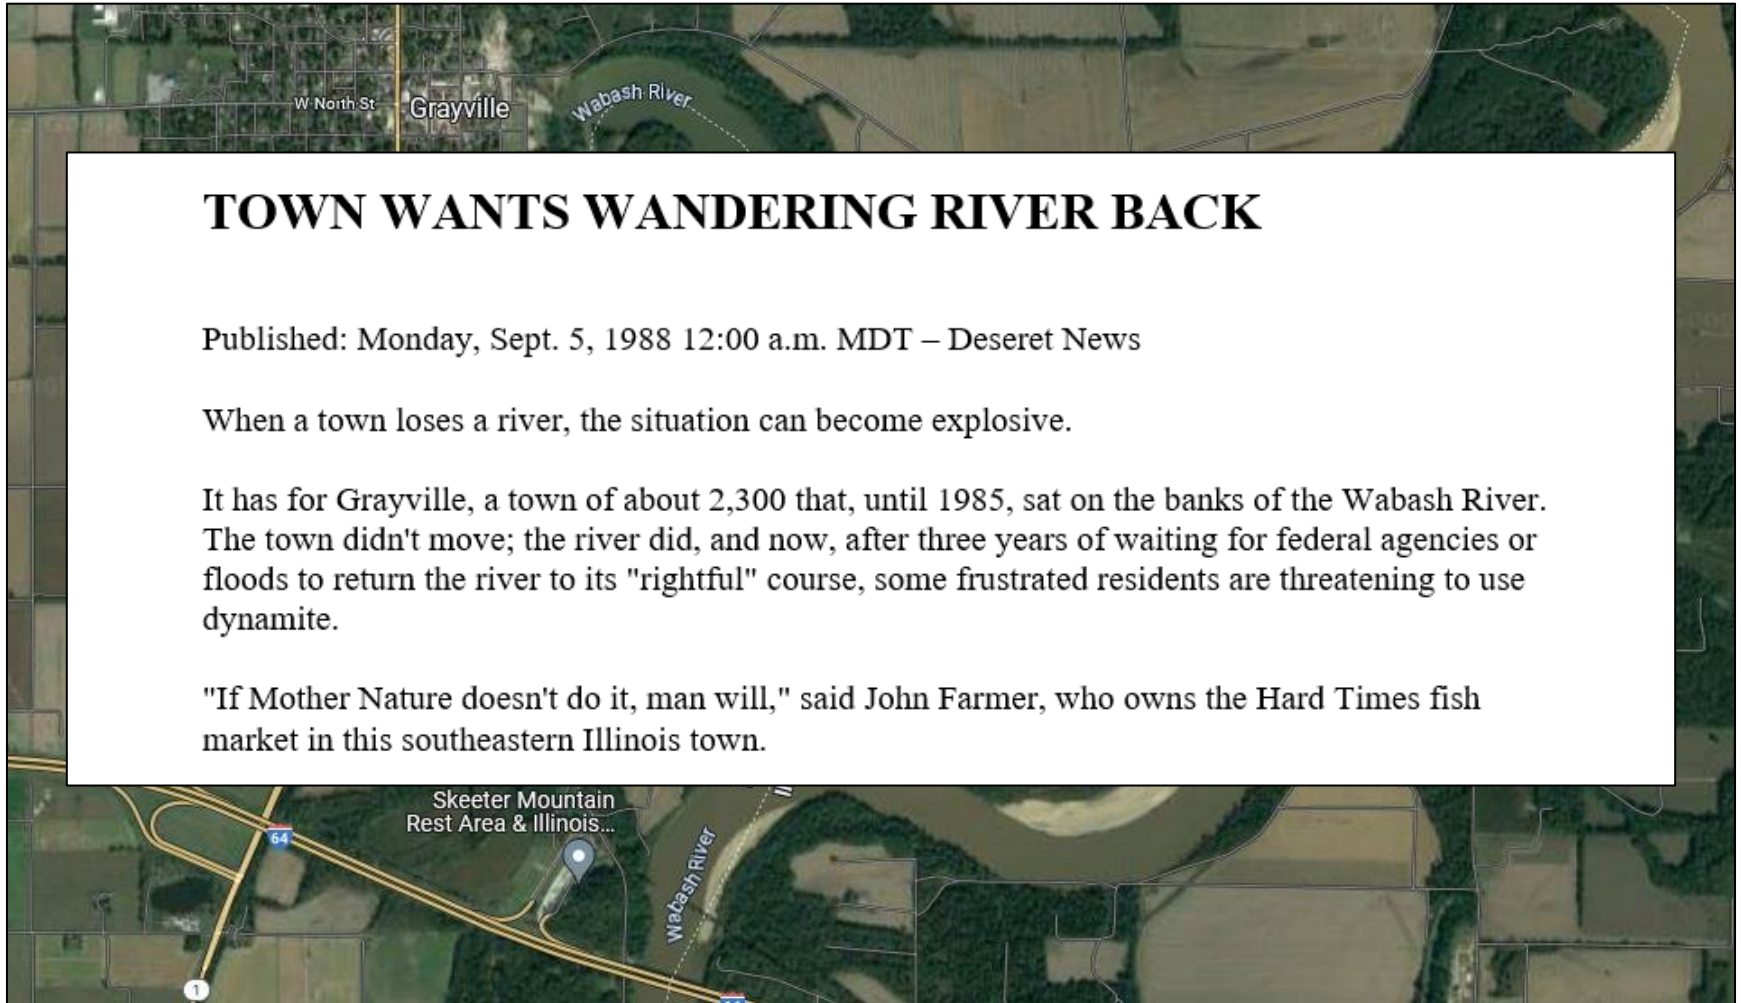 W North St
Grayville
Wabash River
TOWN WANTS WANDERING RIVER BACK
Published: Monday, Sept. 5, 1988 12:00 a.m. MDT – Deseret News
When a town loses a river, the situation can become explosive.
It has for Grayville, a town of about 2,300 that, until 1985, sat on the banks of the Wabash River.
The town didn't move; the river did, and now, after three years of waiting for federal agencies or
floods to return the river to its "rightful" course, some frustrated residents are threatening to use
dynamite.
"If Mother Nature doesn't do it, man will," said John Farmer, who owns the Hard Times fish
market in this southeastern Illinois town.
Skeeter Mountain
Rest Area & Illinois...
64
Wabash River
1